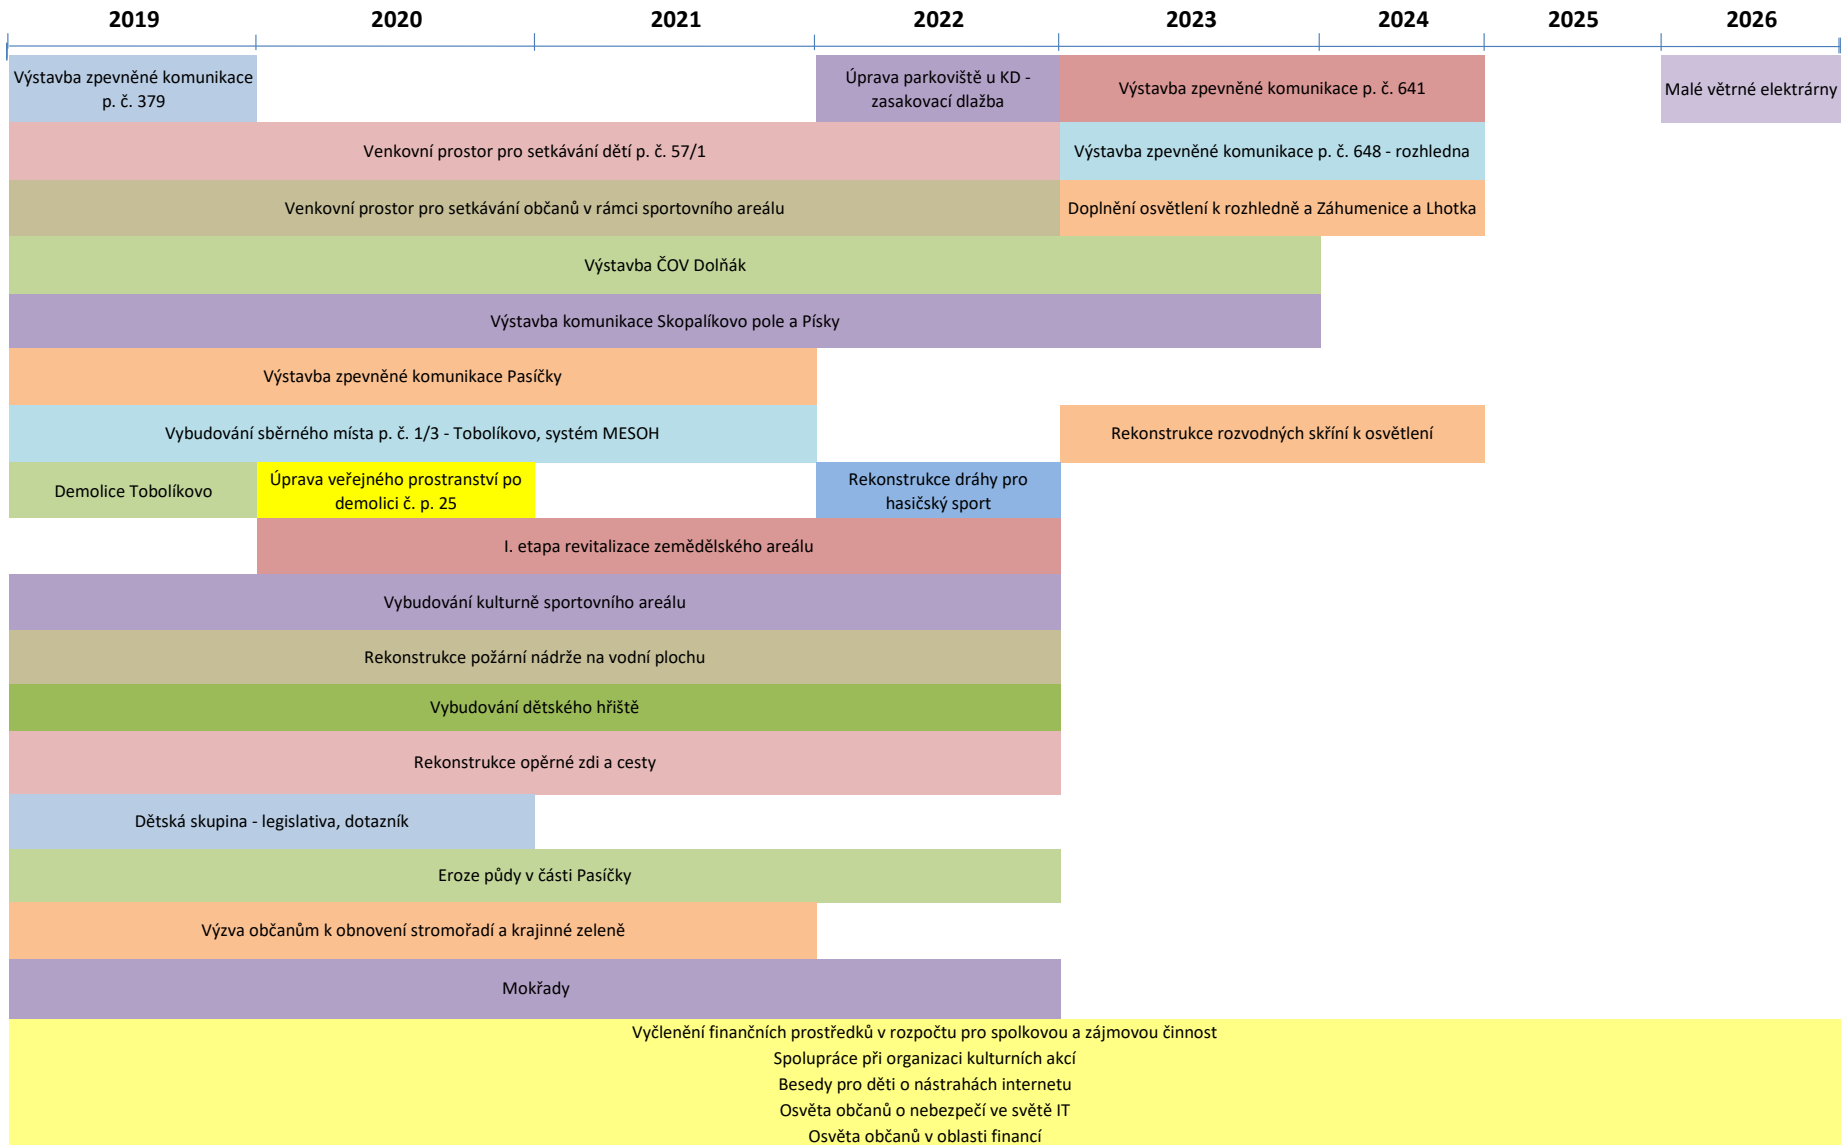 2019 2020 2021 2022 2023 2024 2025 2026
Výstavba zpevněné komunikace
p. č. 379
Úprava parkoviště u KD -
zasakovací dlažba
Výstavba zpevněné komunikace p. č. 641
Malé větrné elektrárny
Venkovní prostor pro setkávání dětí p. č. 57/1
Výstavba zpevněné komunikace p. č. 648 - rozhledna
Venkovní prostor pro setkávání občanů v rámci sportovního areálu
Doplnění osvětlení k rozhledně a Záhumenice a Lhotka
Výstavba ČOV Dolňák
Výstavba komunikace Skopalíkovo pole a Písky
Výstavba zpevněné komunikace Pasíčky
Vybudování sběrného místa p. č. 1/3 - Tobolíkovo, systém MESOH
Rekonstrukce rozvodných skříní k osvětlení
Demolice Tobolíkovo
Úprava veřejného prostranství po
demolici č. p. 25
Rekonstrukce dráhy pro
hasičský sport
I. etapa revitalizace zemědělského areálu
Vybudování kulturně sportovního areálu
Rekonstrukce požární nádrže na vodní plochu
Vybudování dětského hřiště
Rekonstrukce opěrné zdi a cesty
Dětská skupina - legislativa, dotazník
Eroze půdy v části Pasíčky
Výzva občanům k obnovení stromořadí a krajinné zeleně
Mokřady
Vyčlenění finančních prostředků v rozpočtu pro spolkovou a zájmovou činnost
Spolupráce při organizaci kulturních akcí
Besedy pro děti o nástrahách internetu
Osvěta občanů o nebezpečí ve světě IT
Osvěta občanů v oblasti financí